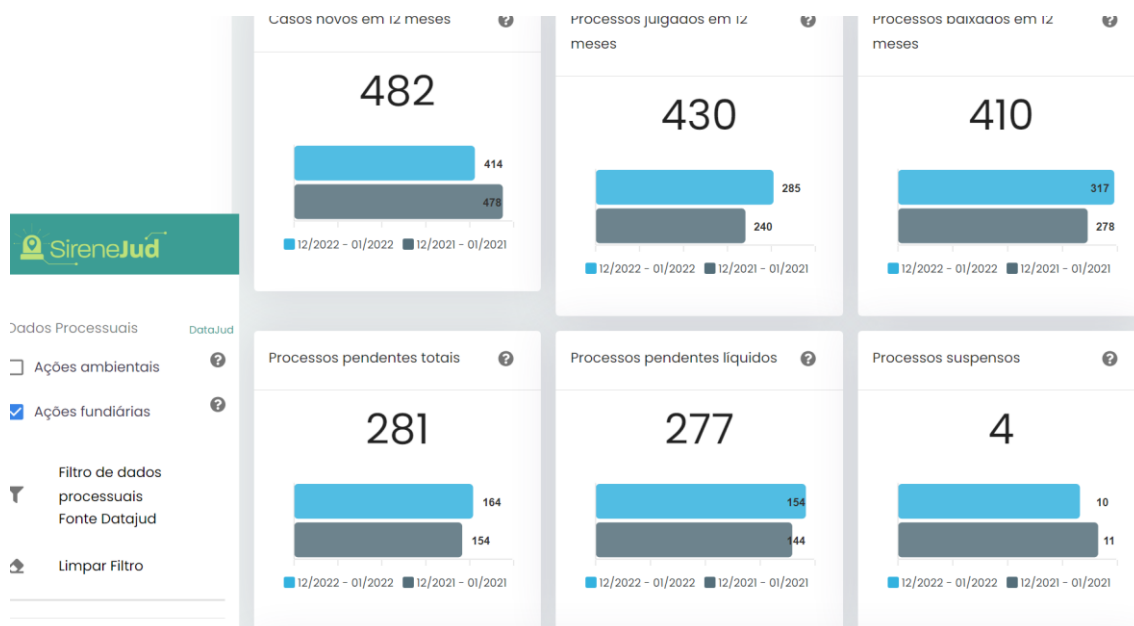 Casos novos em 12 meses
482
414
478
12/2022 - 01/2022 12/2021 - 01/2021
Processos julgados em 12
meses
430
285
240
12/2022 - 01/2022 12/2021 - 01/2021
Processos baixados em 12
meses
410
317
278
12/2022 - 01/2022 12/2021 - 01/2021
SireneJud
Dados Processuais DataJud
Ações ambientais
Ações fundiárias
Filtro de dados
processuais
Fonte Datajud
Limpar Filtro
Processos pendentes totais
281
164
154
12/2022 - 01/2022 12/2021 - 01/2021
Processos pendentes líquidos
277
154
144
12/2022 - 01/2022 12/2021 - 01/2021
Processos suspensos
4
10
11
12/2022 - 01/2022 12/2021 - 01/2021